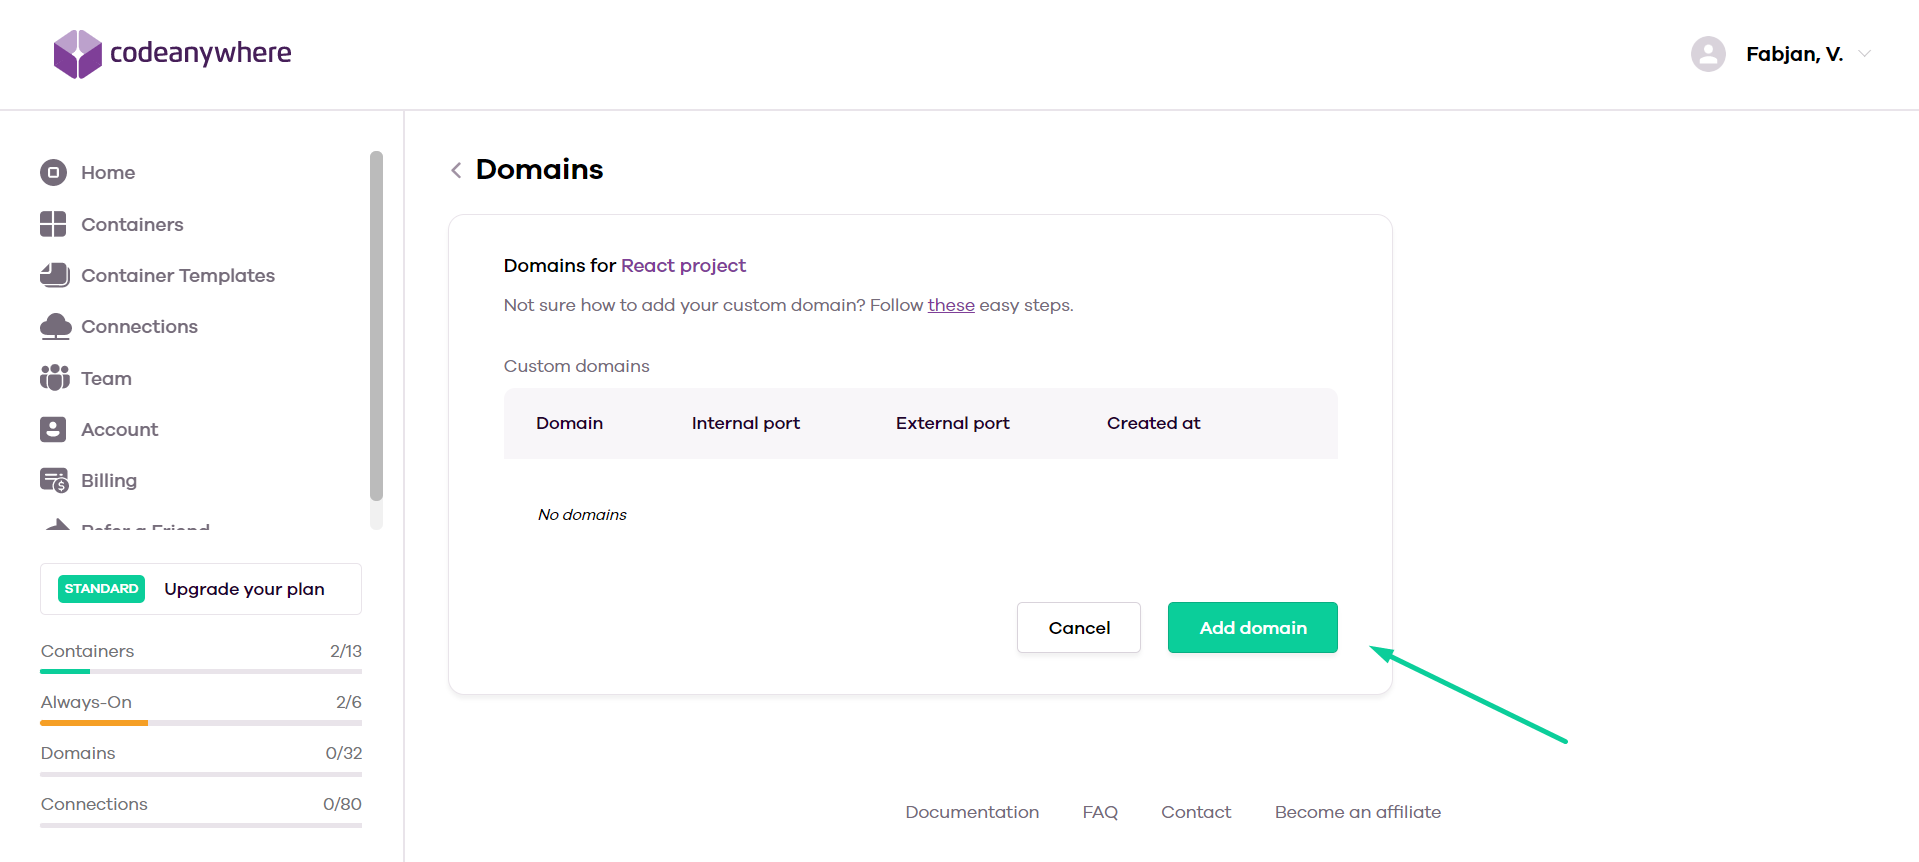 codeanywhere
Fabjan, V.
Home
Containers
Container Templates
Connections
Team
Account
Billing
Refer a Friend
STANDARD Upgrade your plan
Containers 2/13
Always-On 2/6
Domains 0/32
Connections 0/80
Domains
Domains for React project
Not sure how to add your custom domain? Follow these easy steps.
Custom domains
Domain Internal port External port Created at
No domains
Cancel Add domain
Documentation FAQ Contact Become an affiliate